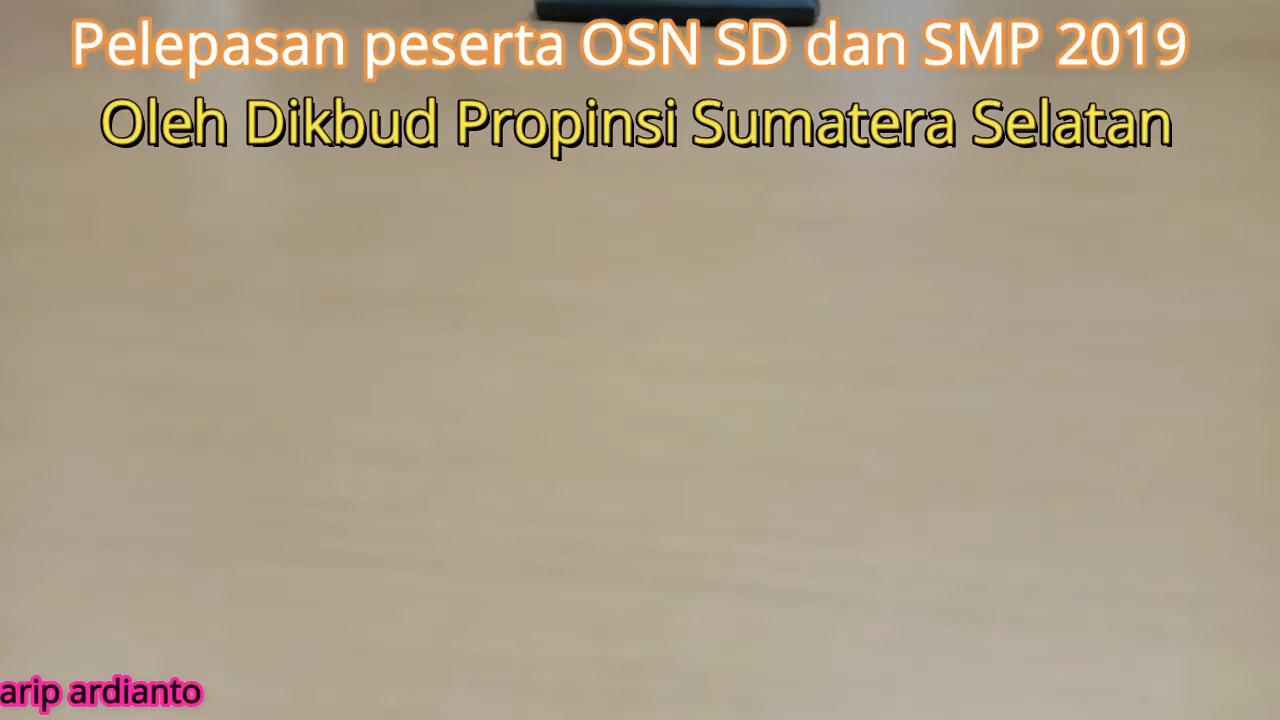 Pelepasan peserta OSN SD dan SMP 2019
Oleh Dikbud Propinsi Sumatera Selatan
arip ardianto